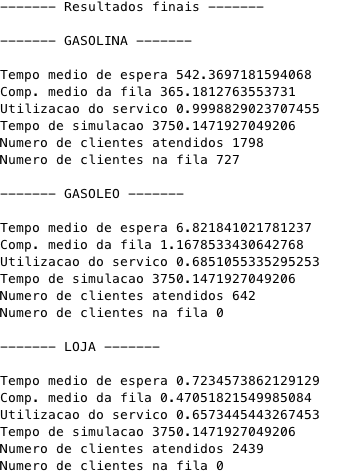 ------- Resultados finais -------
------- GASOLINA -------
Tempo medio de espera 542.3697181594068
Comp. medio da fila 365.1812763553731
Utilizacao do servico 0.9998829023707455
Tempo de simulacao 3750.1471927049206
Numero de clientes atendidos 1798
Numero de clientes na fila 727
------- GASOLEO -------
Tempo medio de espera 6.821841021781237
Comp. medio da fila 1.1678533430642768
Utilizacao do servico 0.6851055335295253
Tempo de simulacao 3750.1471927049206
Numero de clientes atendidos 642
Numero de clientes na fila 0
------- LOJA -------
Tempo medio de espera 0.7234573862129129
Comp. medio da fila 0.47051821549985084
Utilizacao do servico 0.6573445443267453
Tempo de simulacao 3750.1471927049206
Numero de clientes atendidos 2439
Numero de clientes na fila 0